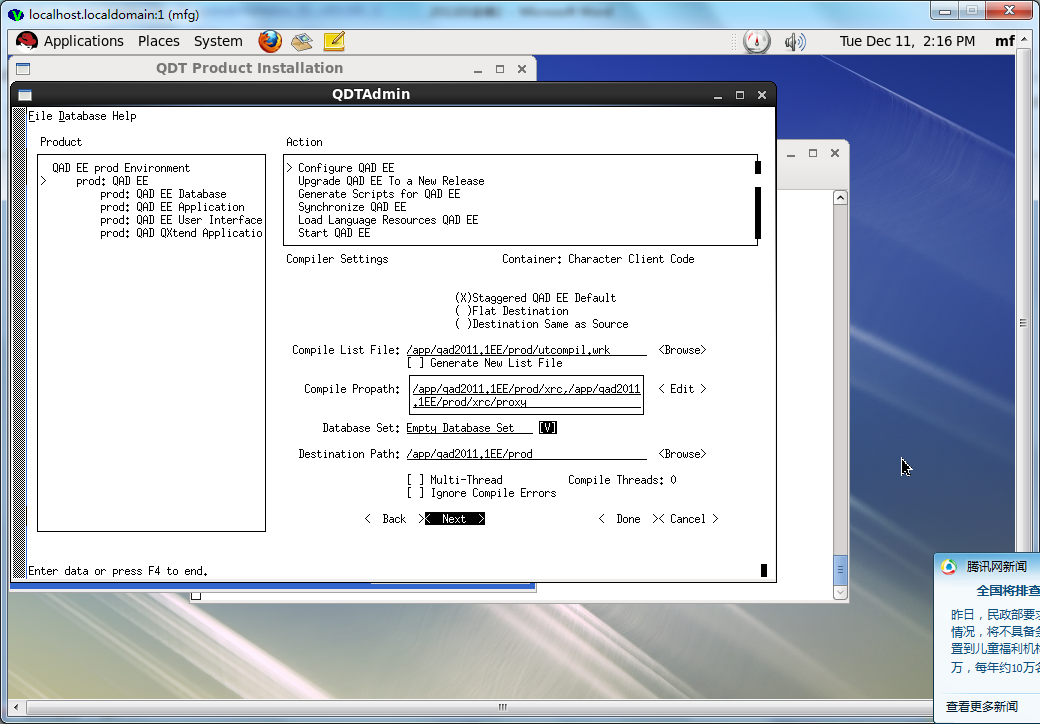 localhost.localdomain:1 (mfg)
Applications Places System Tue Dec 11, 2:16 PM mf
QDT Product Installation
QDTAdmin
File Database Help
Product Action
QAD EE prod Environment
> prod: QAD EE
prod: QAD EE Database
prod: QAD EE Application
prod: QAD EE User Interface
prod: QAD QXtend Applicatio
> Configure QAD EE
Upgrade QAD EE To a New Release
Generate Scripts for QAD EE
Synchronize QAD EE
Load Language Resources QAD EE
Start QAD EE
Compiler Settings Container: Character Client Code
(X)Staggered QAD EE Default
( )Flat Destination
( )Destination Same as Source
Compile List File: /app/qad2011.1EE/prod/utcompil.wrk <Browse>
[ ] Generate New List File
Compile Propath: /app/qad2011.1EE/prod/xrc,/app/qad2011 < Edit >
.1EE/prod/xrc/proxy
Database Set: Empty Database Set [V]
Destination Path: /app/qad2011.1EE/prod <Browse>
[ ] Multi-Thread Compile Threads: 0
[ ] Ignore Compile Errors
< Back >< Next > < Done >< Cancel >
Enter data or press F4 to end.
腾讯网新闻
全国将排查
昨日，民政部要求
情况，将不具备条
置到儿童福利机构
万，每年约10万名
查看更多新闻